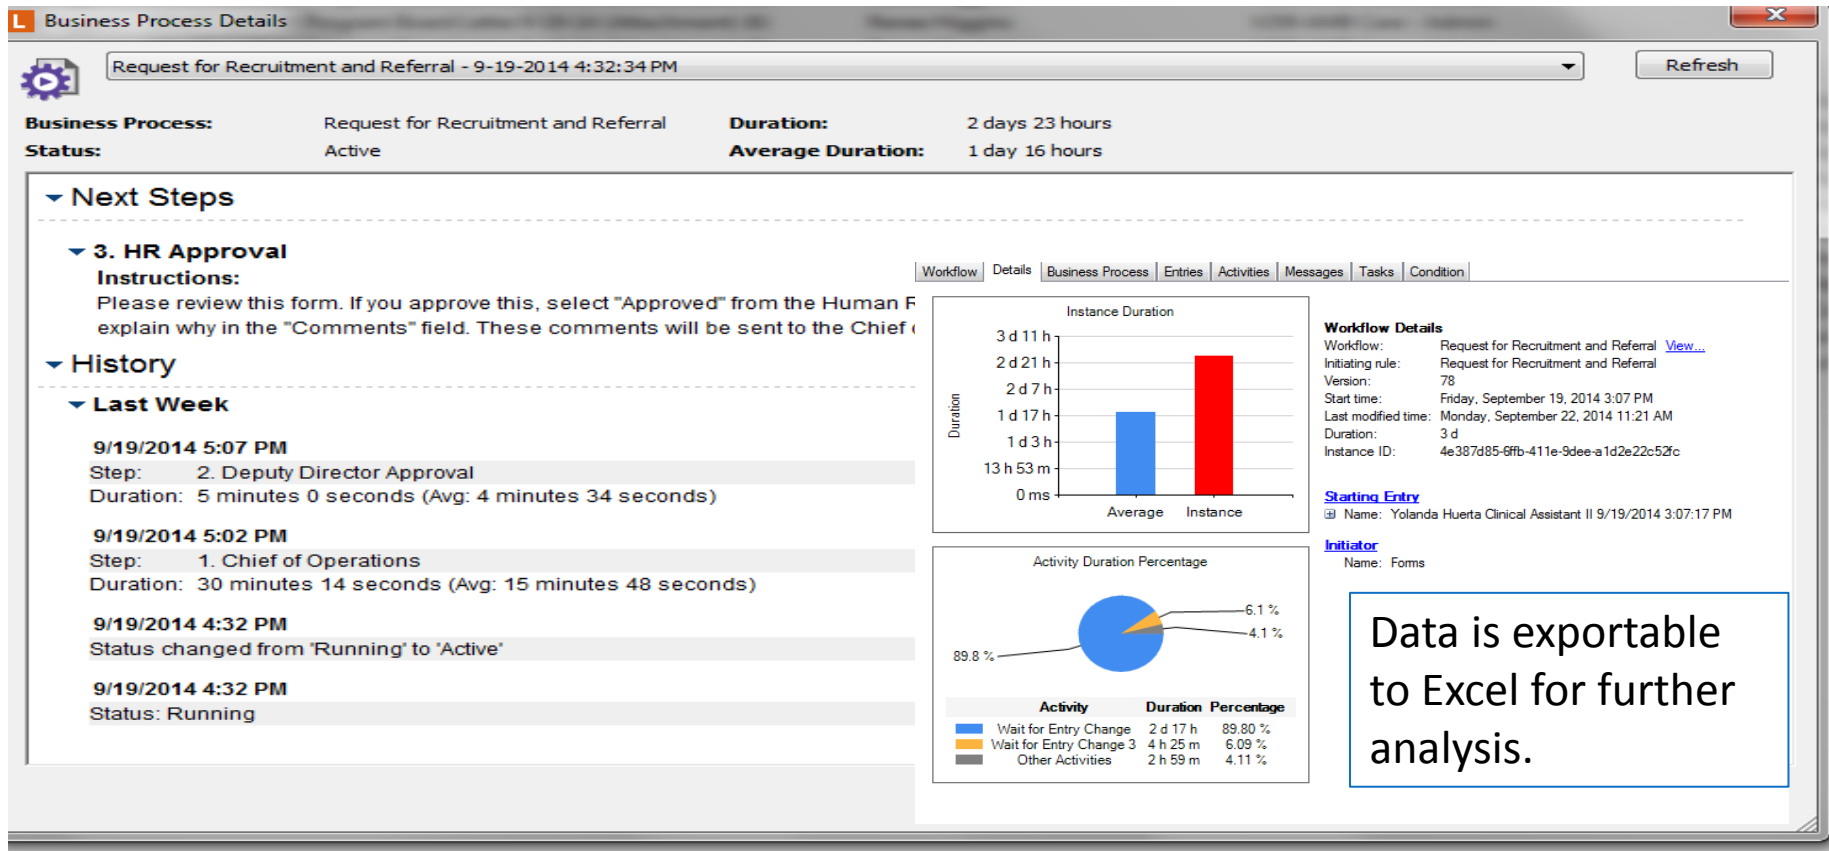 L Business Process Details
Request for Recruitment and Referral - 9-19-2014 4:32:34 PM
Refresh
Business Process: Request for Recruitment and Referral Duration: 2 days 23 hours
Status: Active Average Duration: 1 day 16 hours
Next Steps
3. HR Approval
Instructions:
Please review this form. If you approve this, select "Approved" from the Human
explain why in the "Comments" field. These comments will be sent to the Chief
History
Last Week
9/19/2014 5:07 PM
Step: 2. Deputy Director Approval
Duration: 5 minutes 0 seconds (Avg: 4 minutes 34 seconds)
9/19/2014 5:02 PM
Step: 1. Chief of Operations
Duration: 30 minutes 14 seconds (Avg: 15 minutes 48 seconds)
9/19/2014 4:32 PM
Status changed from 'Running' to 'Active'
9/19/2014 4:32 PM
Status: Running
Workflow Details Business Process Entries Activities Messages Tasks Condition
Instance Duration
Duration
3 d 11 h
2 d 21 h
2 d 7 h
1 d 17 h
1 d 3 h
13 h 53 m
0 ms
Average Instance
Activity Duration Percentage
6.1 %
4.1 %
89.8 %
Activity Duration Percentage
Wait for Entry Change 2 d 17 h 89.80 %
Wait for Entry Change 3 4 h 25 m 6.09 %
Other Activities 2 h 59 m 4.11 %
Workflow Details
Workflow: Request for Recruitment and Referral View...
Initiating rule: Request for Recruitment and Referral
Version: 78
Start time: Friday, September 19, 2014 3:07 PM
Last modified time: Monday, September 22, 2014 11:21 AM
Duration: 3 d
Instance ID: 4e387d85-6ffb-411e-9dee-a1d2e22c52fc
Starting Entry
Name: Yolanda Huerta Clinical Assistant II 9/19/2014 3:07:17 PM
Initiator
Name: Forms
Data is exportable
to Excel for further
analysis.